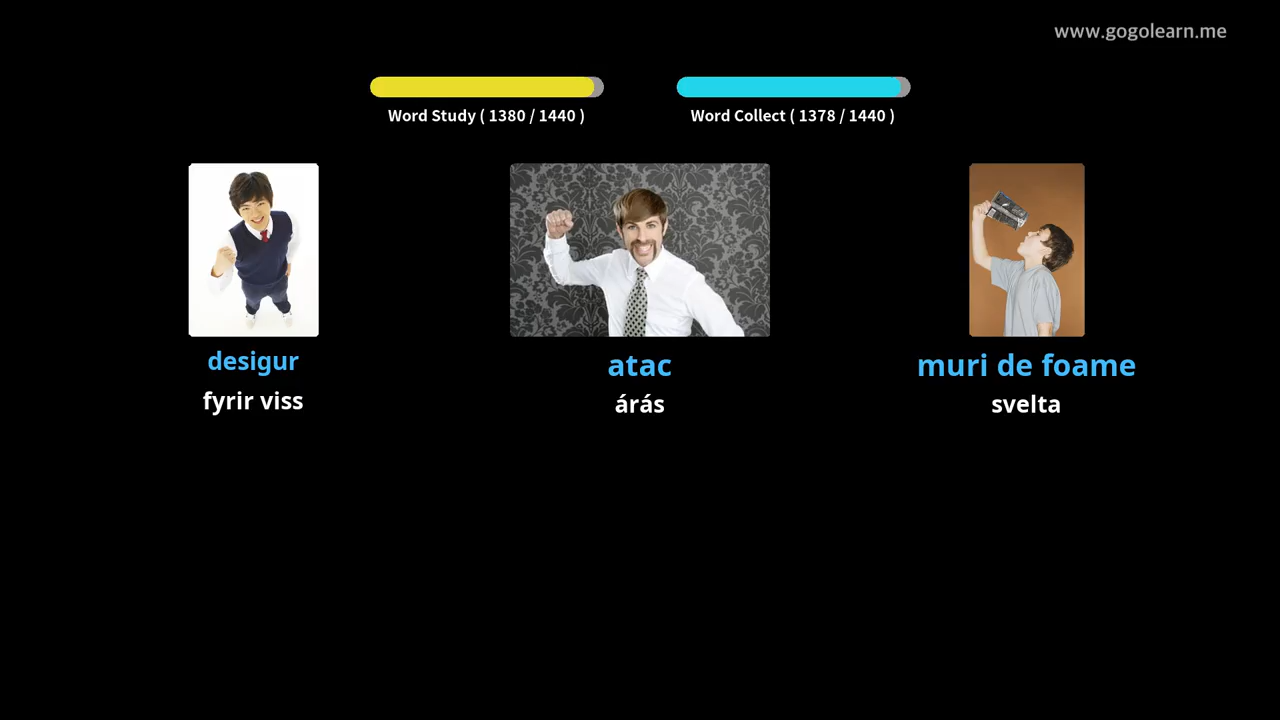 www.gogolearn.me
Word Study ( 1380 / 1440 )
Word Collect ( 1378 / 1440 )
desigur
fyrir viss
atac
árás
muri de foame
svelta